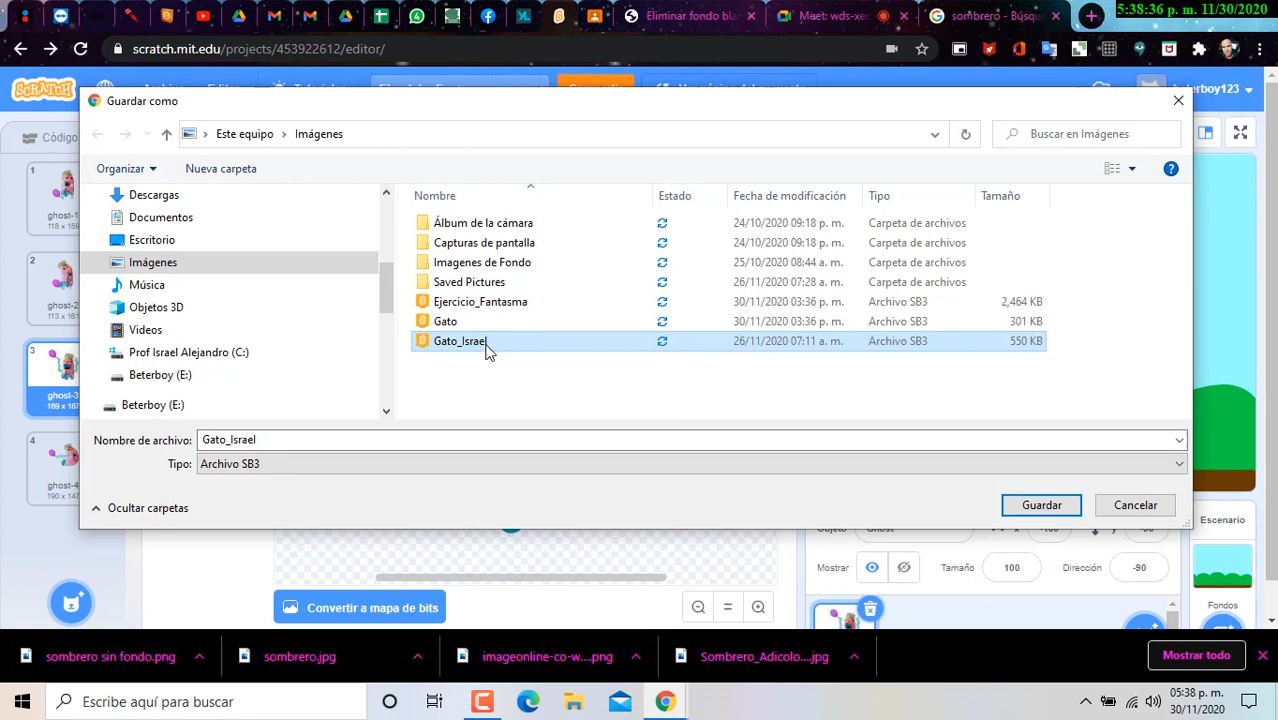 5:38:36 p. m. 11/30/2020
Eliminar fondo bla
Maet: wds-xec
sombrero - Búsqu
scratch.mit.edu/projects/453922612/editor/
SCRATCH
Guardar como
Este equipo > Imágenes
Buscar en Imágenes
Organizar
Nueva carpeta
Código
Nombre
Estado
Fecha de modificación
Tipo
Tamaño
Descargas
Documentos
Escritorio
Imágenes
Música
Objetos 3D
Videos
Prof Israel Alejandro (C:)
Beterboy (E:)
Beterboy (E:)
Álbum de la cámara 24/10/2020 09:18 p. m. Carpeta de archivos
Capturas de pantalla 24/10/2020 09:18 p. m. Carpeta de archivos
Imagenes de Fondo 25/10/2020 08:44 a. m. Carpeta de archivos
Saved Pictures 26/11/2020 07:28 a. m. Carpeta de archivos
Ejercicio_Fantasma 30/11/2020 03:36 p. m. Archivo SB3 2,464 KB
Gato 30/11/2020 03:36 p. m. Archivo SB3 301 KB
Gato_Israel 26/11/2020 07:11 a. m. Archivo SB3 550 KB
1
ghost-
2
ghost-
3
ghost-
4
ghost-
Nombre de archivo: Gato_Israel
Tipo: Archivo SB3
Ocultar carpetas
Guardar
Cancelar
Mostrar
Tamaño 100
Dirección -90
Escenario
Fondos
Convertir a mapa de bits
sombrero sin fondo.png
sombrero.jpg
imageonline-co-w....png
Sombrero_Adicolo....jpg
Mostrar todo
Escribe aquí para buscar
05:38 p. m.
30/11/2020